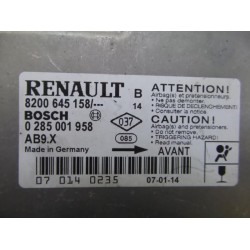 RENAULT B
8200 645 158/--- 14
BOSCH 037
0 285 001 958
AB9.X 085
Made in Germany AVANT
07 014 0235 07-01-14
ATTENTION!
Airbag(s) et prétensionneurs.
Ne pas démonter.
RISQUE DE DÉCLENCHEMENT!
Consulter la notice.
CAUTION!
Airbag(s) and pretensioners.
Do not remove.
TRIGGERING HAZARD!
Read manual.